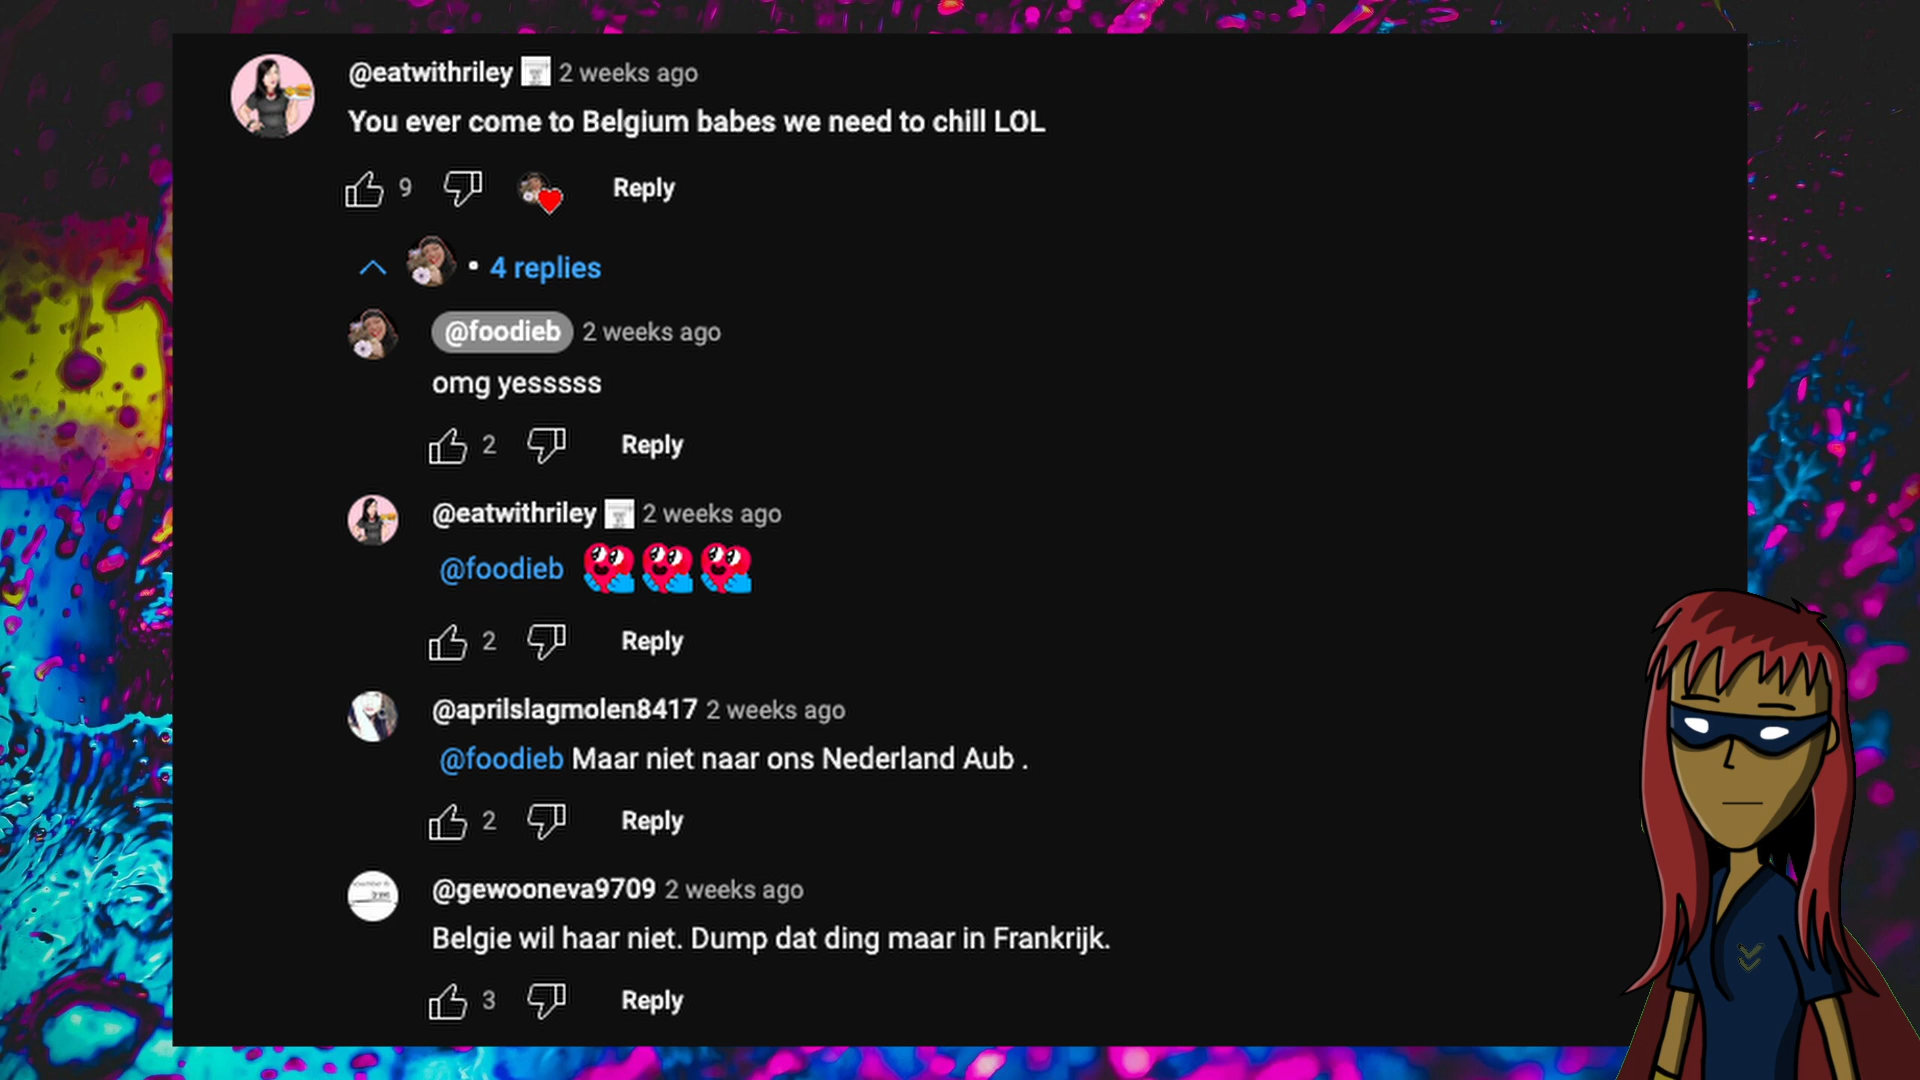 @eatwithriley 2 weeks ago
You ever come to Belgium babes we need to chill LOL
9 Reply
• 4 replies
@foodieb 2 weeks ago
omg yesssss
2 Reply
@eatwithriley 2 weeks ago
@foodieb
2 Reply
@aprilslagmolen8417 2 weeks ago
@foodieb Maar niet naar ons Nederland Aub .
2 Reply
@gewooneva9709 2 weeks ago
Belgie wil haar niet. Dump dat ding maar in Frankrijk.
3 Reply